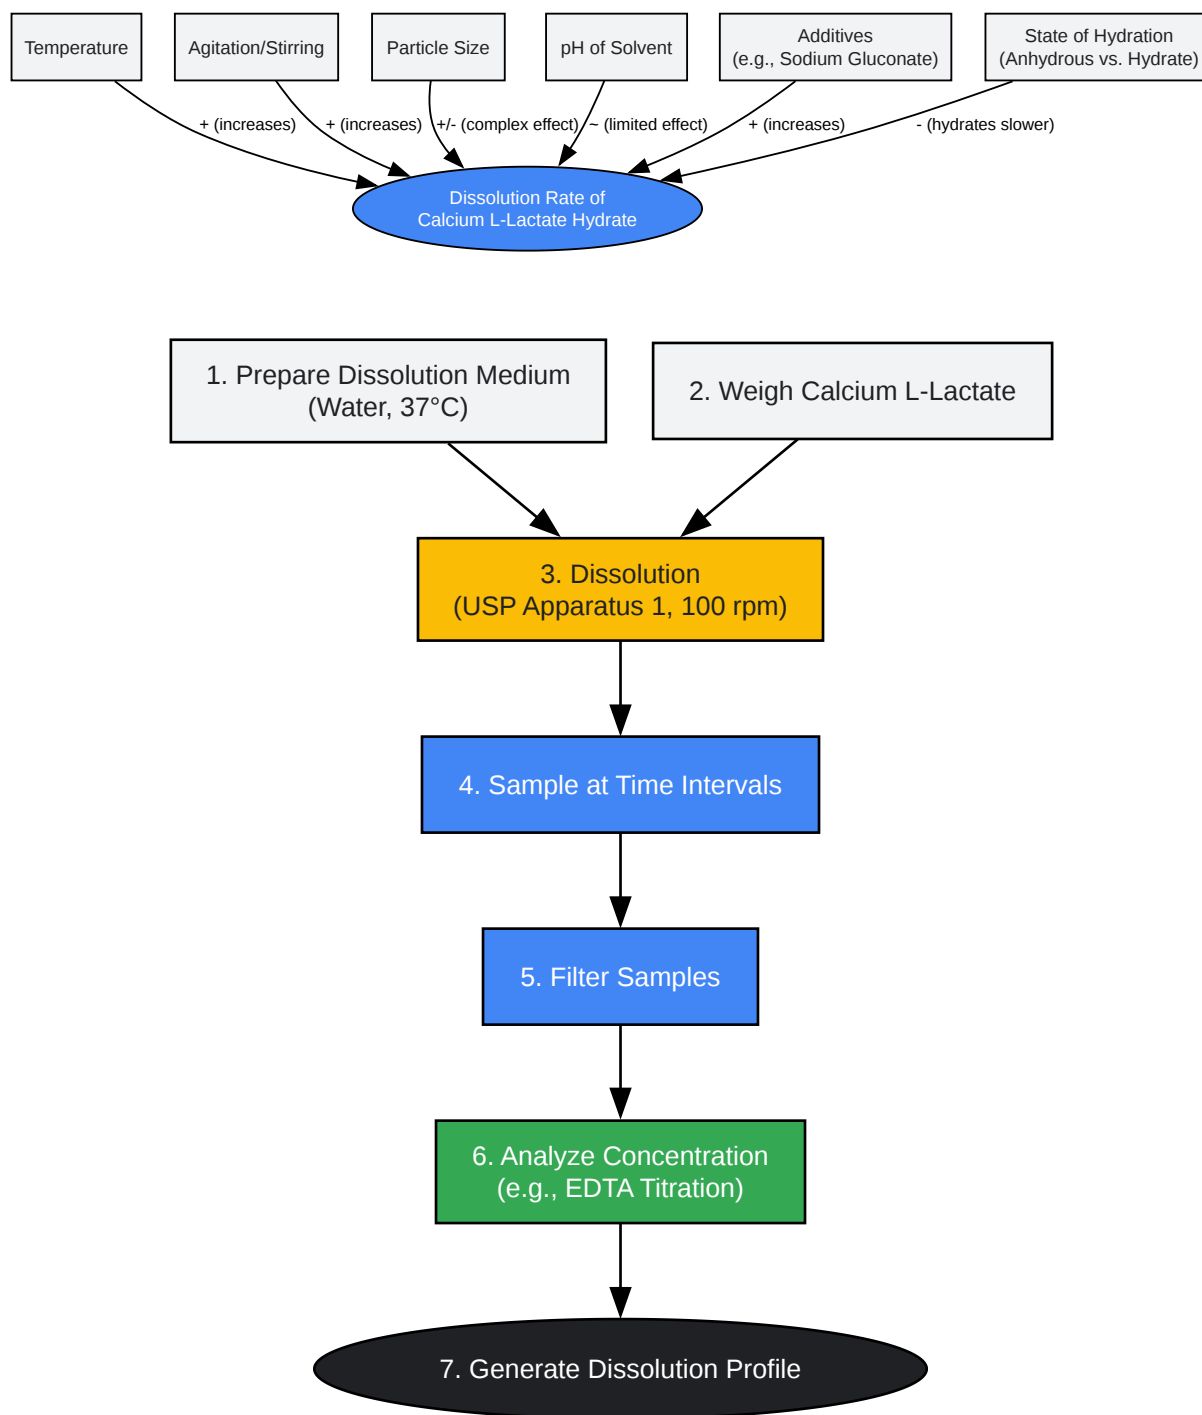 Temperature
Agitation/Stirring
Particle Size
pH of Solvent
Additives
(e.g., Sodium Gluconate)
State of Hydration
(Anhydrous vs. Hydrate)
+ (increases)
+ (increases)
+/- (complex effect)
~ (limited effect)
+ (increases)
- (hydrates slower)
Dissolution Rate of
Calcium L-Lactate Hydrate
1. Prepare Dissolution Medium
(Water, 37°C)
2. Weigh Calcium L-Lactate
3. Dissolution
(USP Apparatus 1, 100 rpm)
4. Sample at Time Intervals
5. Filter Samples
6. Analyze Concentration
(e.g., EDTA Titration)
7. Generate Dissolution Profile